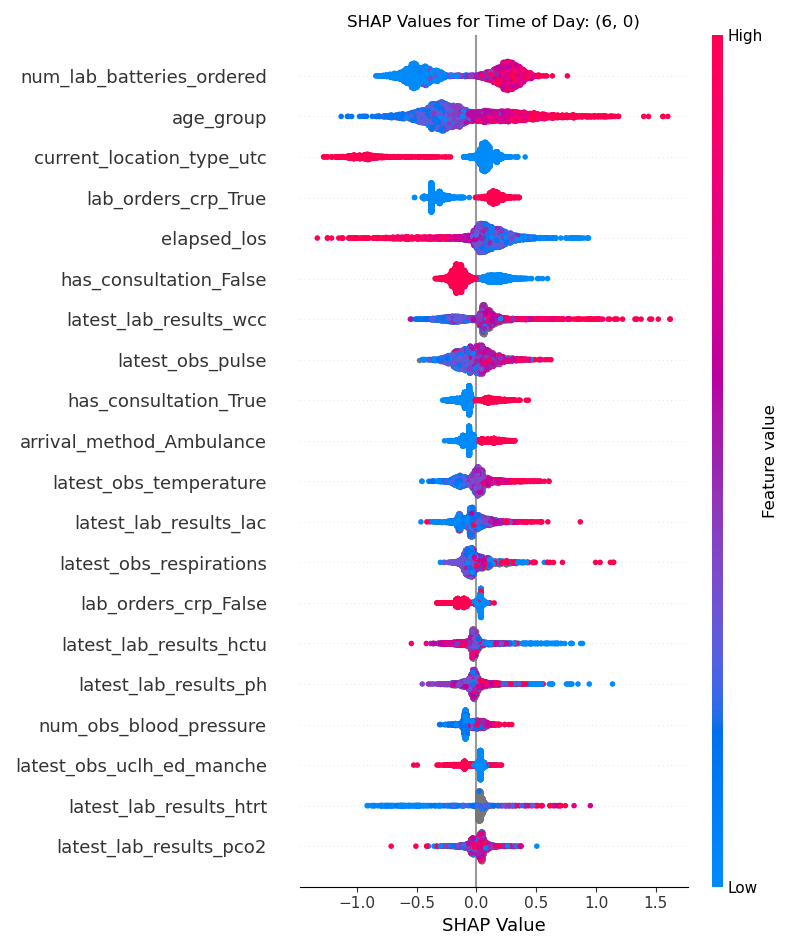 SHAP Values for Time of Day: (6, 0)
High
num_lab_batteries_ordered
age_group
current_location_type_utc
lab_orders_crp_True
elapsed_los
has_consultation_False
latest_lab_results_wcc
latest_obs_pulse
has_consultation_True
arrival_method_Ambulance
latest_obs_temperature
latest_lab_results_lac
latest_obs_respirations
lab_orders_crp_False
latest_lab_results_hctu
latest_lab_results_ph
num_obs_blood_pressure
latest_obs_uclh_ed_manche
latest_lab_results_htrt
latest_lab_results_pco2
Feature value
Low
−1.0 −0.5 0.0 0.5 1.0 1.5
SHAP Value